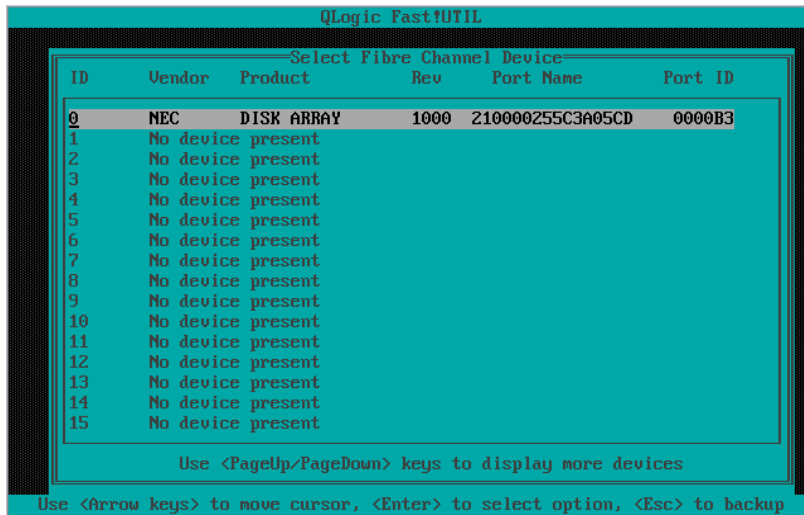 QLogic Fast!UTIL
Select Fibre Channel Device
ID Vendor Product Rev Port Name Port ID
0 NEC DISK ARRAY 1000 210000255C3A05CD 0000B3
1 No device present
2 No device present
3 No device present
4 No device present
5 No device present
6 No device present
7 No device present
8 No device present
9 No device present
10 No device present
11 No device present
12 No device present
13 No device present
14 No device present
15 No device present
Use <PageUp/PageDown> keys to display more devices
Use <Arrow keys> to move cursor, <Enter> to select option, <Esc> to backup